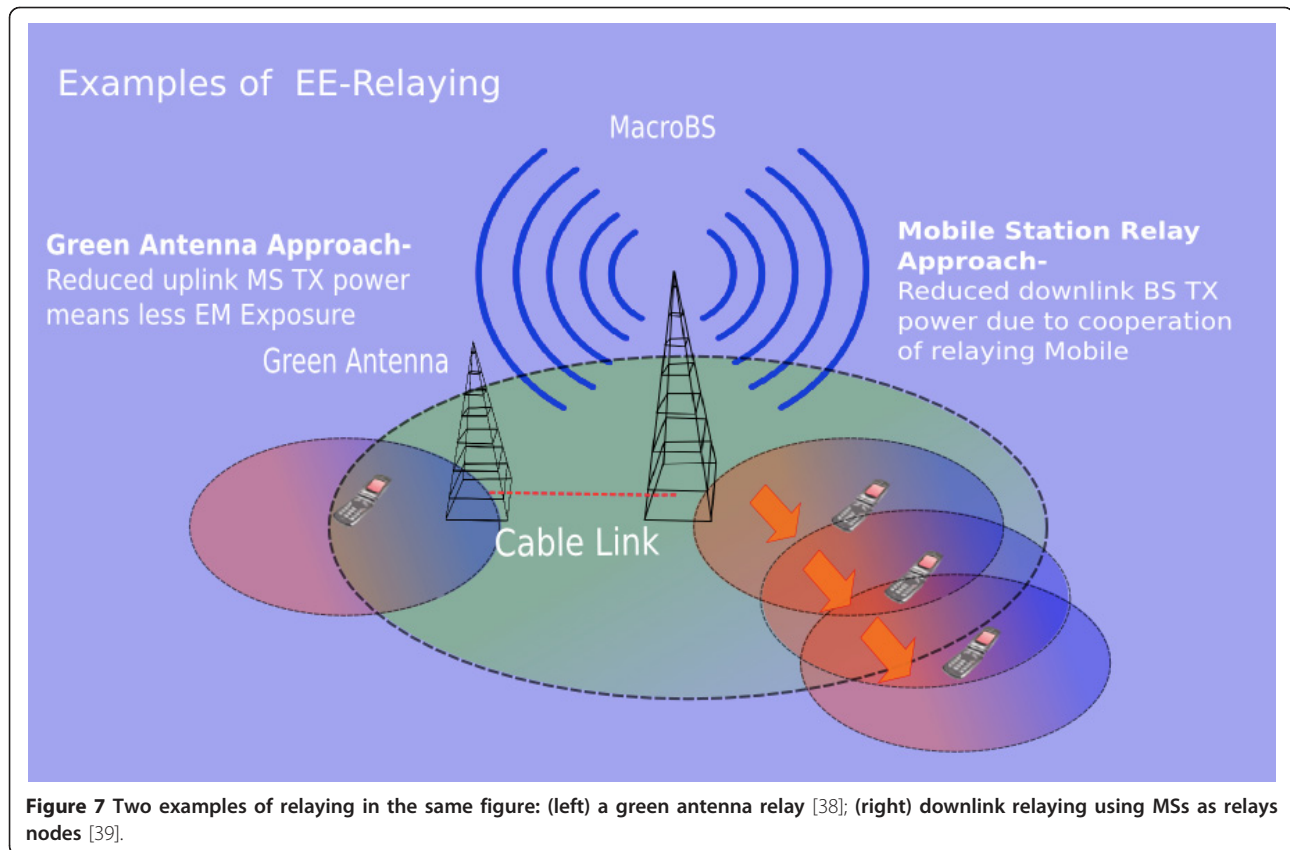 Examples of EE-Relaying
MacroBS
Green Antenna Approach-
Reduced uplink MS TX power
means less EM Exposure
Green Antenna
Mobile Station Relay
Approach-
Reduced downlink BS TX
power due to cooperation
of relaying Mobile
Cable Link
Figure 7 Two examples of relaying in the same figure: (left) a green antenna relay [38]; (right) downlink relaying using MSs as relays
nodes [39].